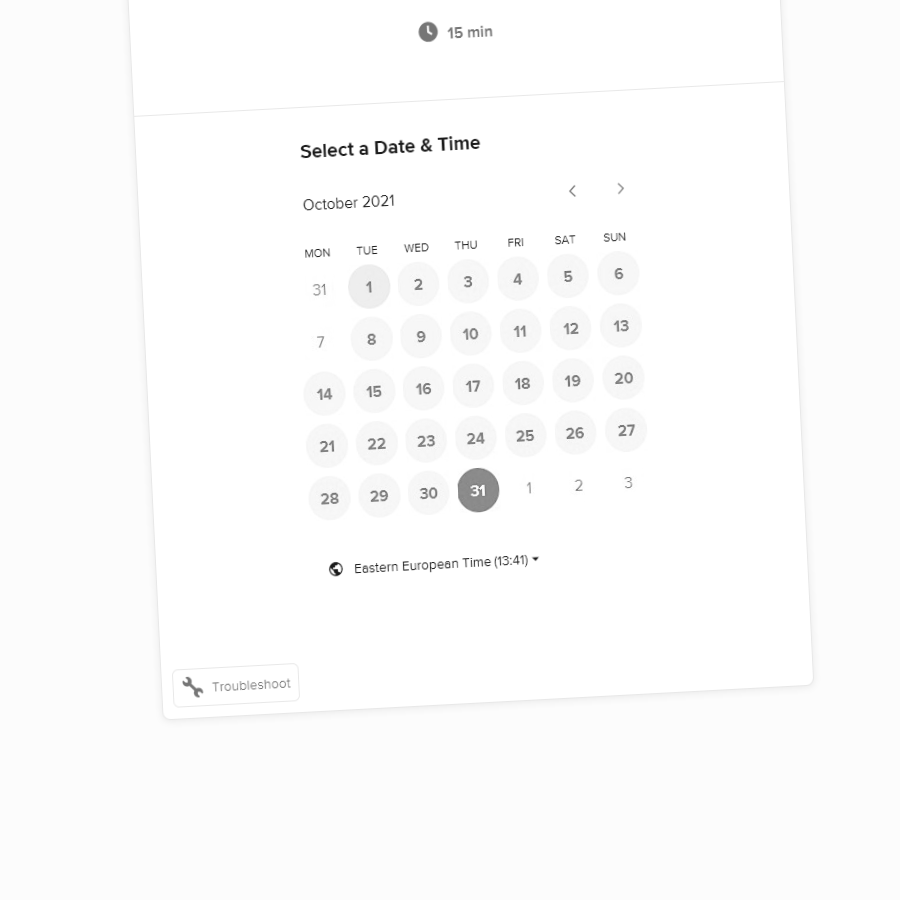 15 min
Select a Date & Time
October 2021
MON TUE WED THU FRI SAT SUN
31 1 2 3 4 5 6
7 8 9 10 11 12 13
14 15 16 17 18 19 20
21 22 23 24 25 26 27
28 29 30 31 1 2 3
Eastern European Time (13:41)
Troubleshoot